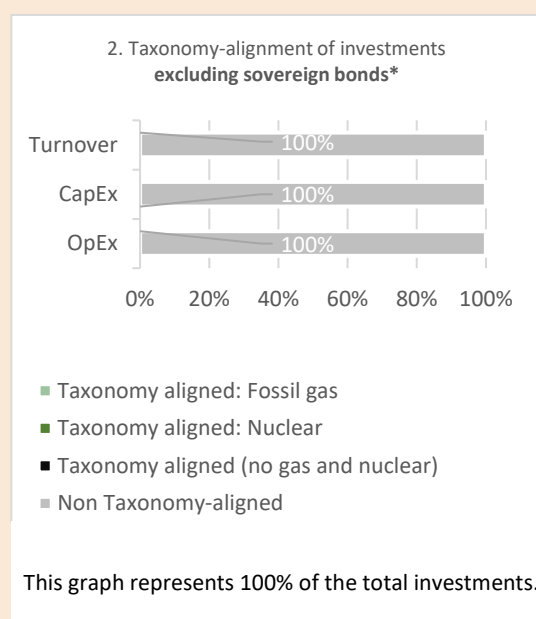 2. Taxonomy-alignment of investments
excluding sovereign bonds*
Turnover
100%
CapEx
100%
OpEx
100%
0% 20% 40% 60% 80% 100%
Taxonomy aligned: Fossil gas
Taxonomy aligned: Nuclear
Taxonomy aligned (no gas and nuclear)
Non Taxonomy-aligned
This graph represents 100% of the total investments.